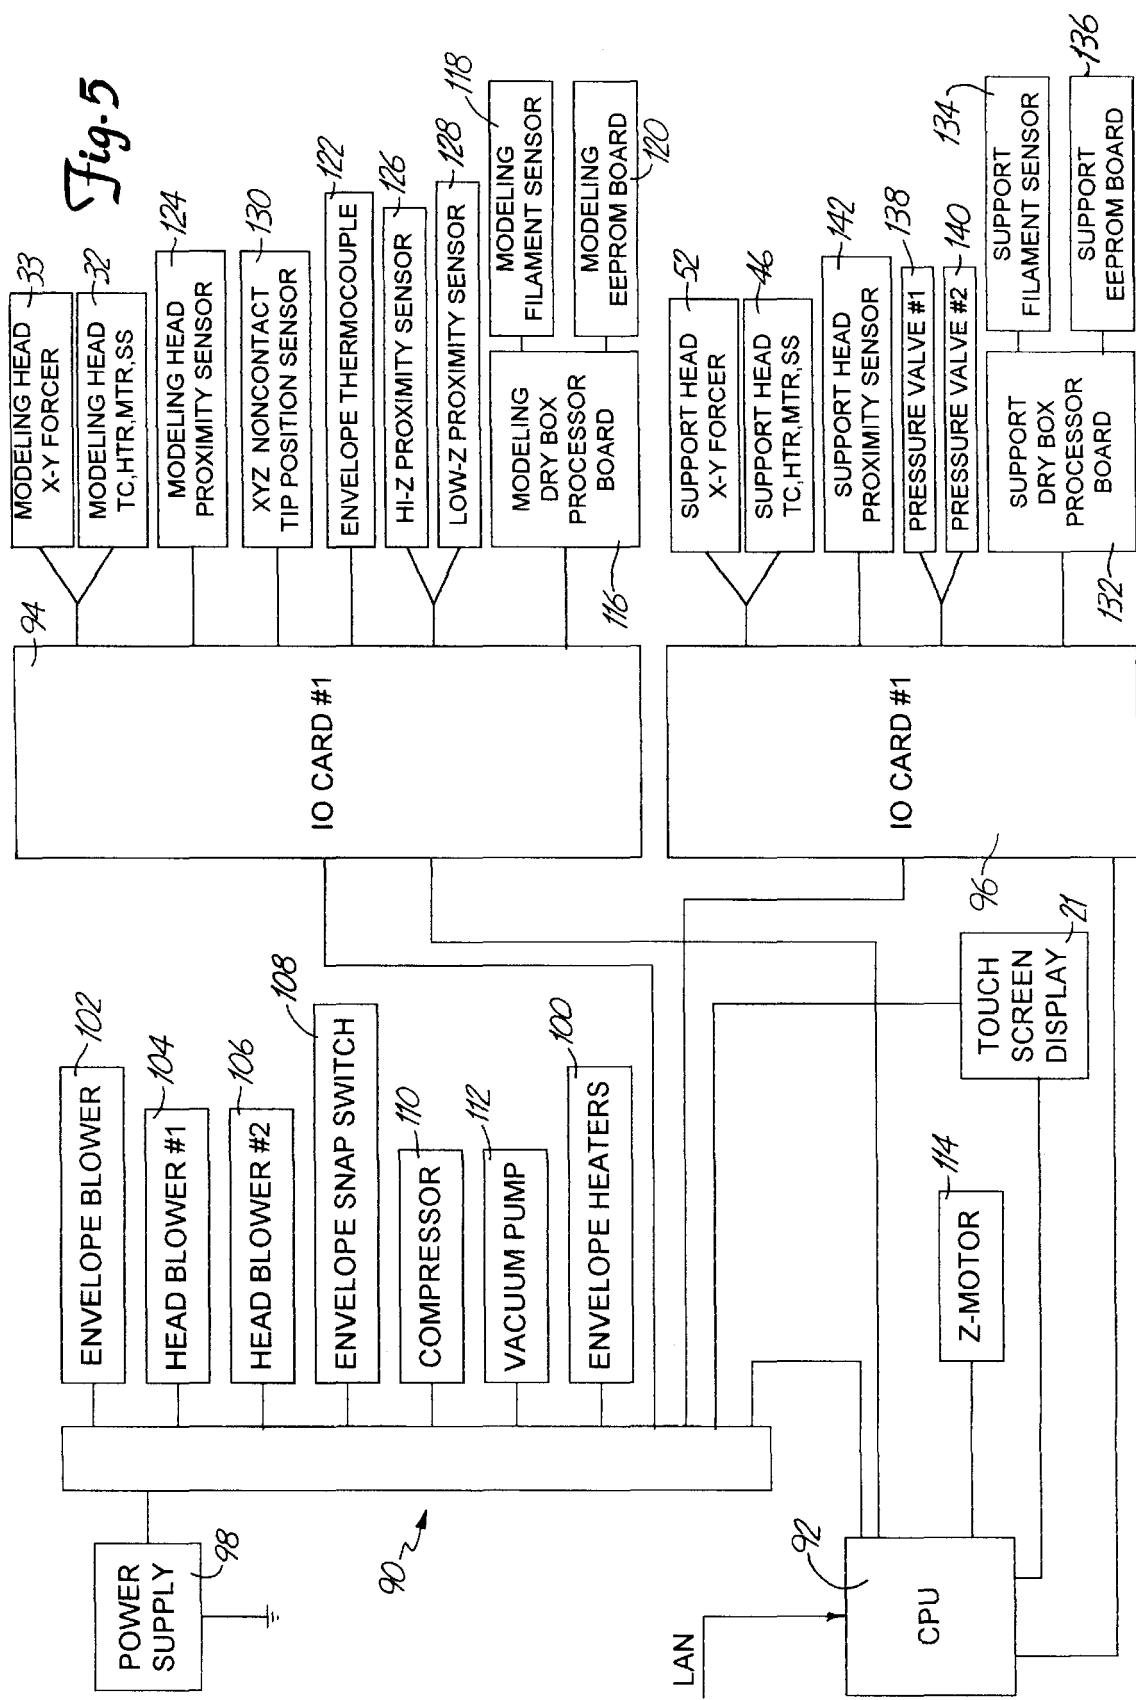 Fig-5
POWER
SUPPLY
98
90
ENVELOPE BLOWER
102
HEAD BLOWER #1
104
HEAD BLOWER #2
106
ENVELOPE SNAP SWITCH
108
COMPRESSOR
110
VACUUM PUMP
112
ENVELOPE HEATERS
100
LAN
CPU
92
Z-MOTOR
114
TOUCH
SCREEN
DISPLAY
21
IO CARD #1
94
MODELING HEAD
X-Y FORCER
33
MODELING HEAD
TC,HTR,MTR,SS
32
MODELING HEAD
PROXIMITY SENSOR
124
XYZ NONCONTACT
TIP POSITION SENSOR
130
ENVELOPE THERMOCOUPLE
122
HI-Z PROXIMITY SENSOR
126
LOW-Z PROXIMITY SENSOR
128
MODELING
DRY BOX
PROCESSOR
BOARD
116
MODELING
FILAMENT SENSOR
118
MODELING
EEPROM BOARD
120
IO CARD #1
96
SUPPORT HEAD
X-Y FORCER
52
SUPPORT HEAD
TC,HTR,MTR,SS
46
SUPPORT HEAD
PROXIMITY SENSOR
142
PRESSURE VALVE #1
138
PRESSURE VALVE #2
140
SUPPORT
DRY BOX
PROCESSOR
BOARD
132
SUPPORT
FILAMENT SENSOR
134
SUPPORT
EEPROM BOARD
136